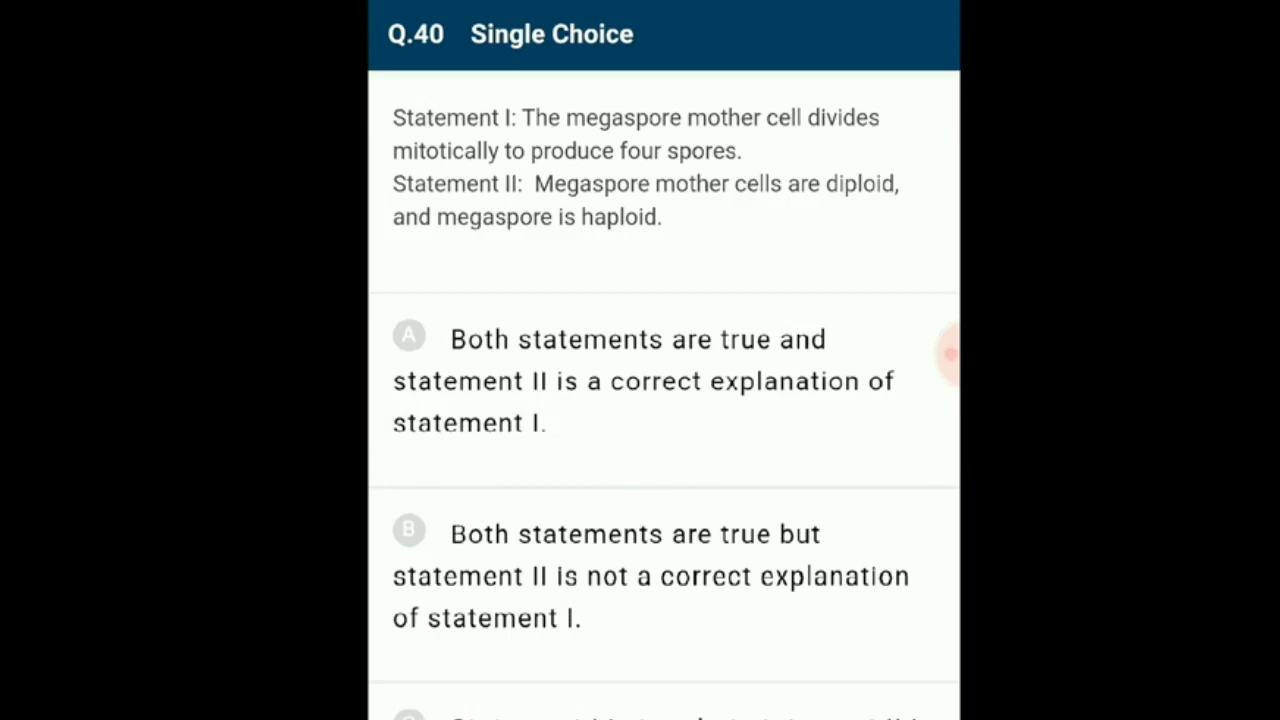 Q.40 Single Choice
Statement I: The megaspore mother cell divides
mitotically to produce four spores.
Statement II: Megaspore mother cells are diploid,
and megaspore is haploid.
A Both statements are true and
statement II is a correct explanation of
statement I.
B Both statements are true but
statement II is not a correct explanation
of statement I.